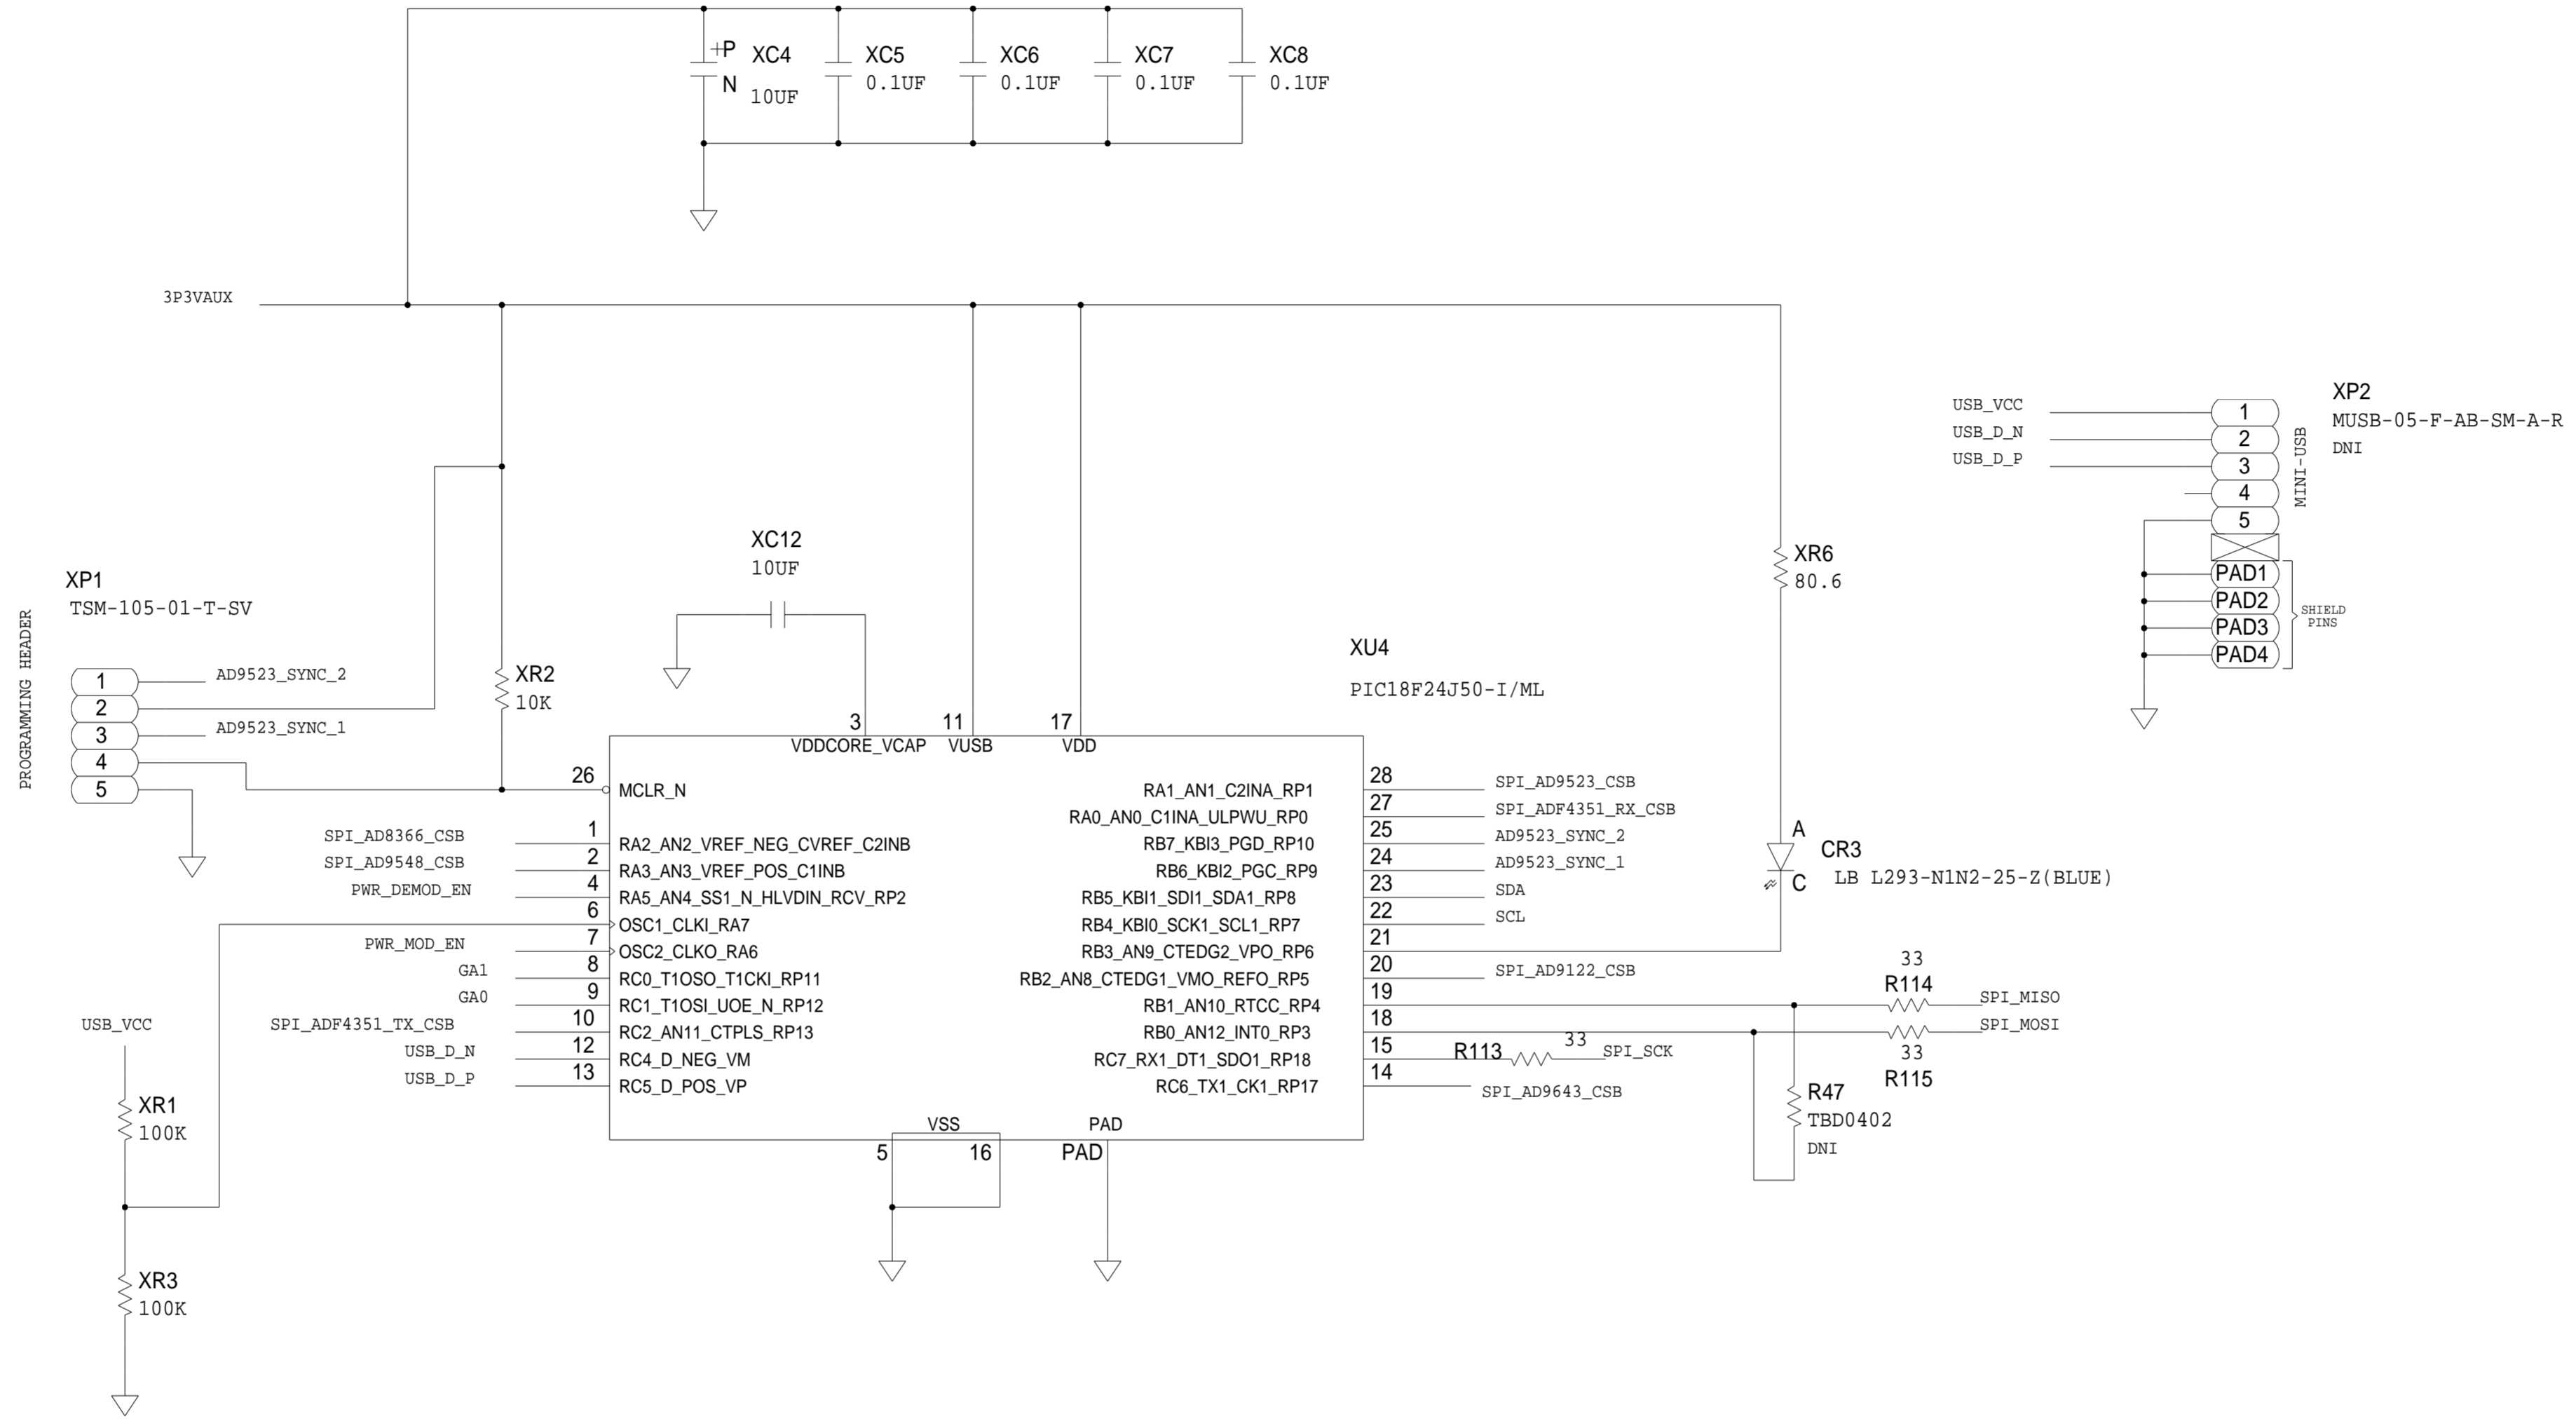 +P
N
XC4
10UF
XC5
0.1UF
XC6
0.1UF
XC7
0.1UF
XC8
0.1UF
3P3VAUX
XP2
MUSB-05-F-AB-SM-A-R
DNI
USB_VCC
USB_D_N
USB_D_P
1
2
3
4
5
PAD1
PAD2
PAD3
PAD4
MINI-USB
SHIELD
PINS
XC12
10UF
XR6
80.6
XP1
TSM-105-01-T-SV
PROGRAMMING HEADER
1
2
3
4
5
AD9523_SYNC_2
AD9523_SYNC_1
XR2
10K
XU4
PIC18F24J50-I/ML
3
11
17
VDDCORE_VCAP
VUSB
VDD
26
MCLR_N
SPI_AD8366_CSB
1
RA2_AN2_VREF_NEG_CVREF_C2INB
SPI_AD9548_CSB
2
RA3_AN3_VREF_POS_C1INB
PWR_DEMOD_EN
4
RA5_AN4_SS1_N_HLVDIN_RCV_RP2
6
OSC1_CLKI_RA7
PWR_MOD_EN
7
OSC2_CLKO_RA6
GA1
8
RC0_T1OSO_T1CKI_RP11
GA0
9
RC1_T1OSI_UOE_N_RP12
SPI_ADF4351_TX_CSB
10
RC2_AN11_CTPLS_RP13
USB_D_N
12
RC4_D_NEG_VM
USB_D_P
13
RC5_D_POS_VP
RA1_AN1_C2INA_RP1
28
SPI_AD9523_CSB
RA0_AN0_C1INA_ULPWU_RP0
27
SPI_ADF4351_RX_CSB
RB7_KBI3_PGD_RP10
25
AD9523_SYNC_2
RB6_KBI2_PGC_RP9
24
AD9523_SYNC_1
RB5_KBI1_SDI1_SDA1_RP8
23
SDA
RB4_KBI0_SCK1_SCL1_RP7
22
SCL
RB3_AN9_CTEDG2_VPO_RP6
21
RB2_AN8_CTEDG1_VMO_REFO_RP5
20
SPI_AD9122_CSB
RB1_AN10_RTCC_RP4
19
RB0_AN12_INT0_RP3
18
RC7_RX1_DT1_SDO1_RP18
15
R113
33
SPI_SCK
RC6_TX1_CK1_RP17
14
SPI_AD9643_CSB
A
C
CR3
LB L293-N1N2-25-Z(BLUE)
33
R114
SPI_MISO
SPI_MOSI
33
R115
R47
TBD0402
DNI
VSS
PAD
5
16
PAD
USB_VCC
XR1
100K
XR3
100K